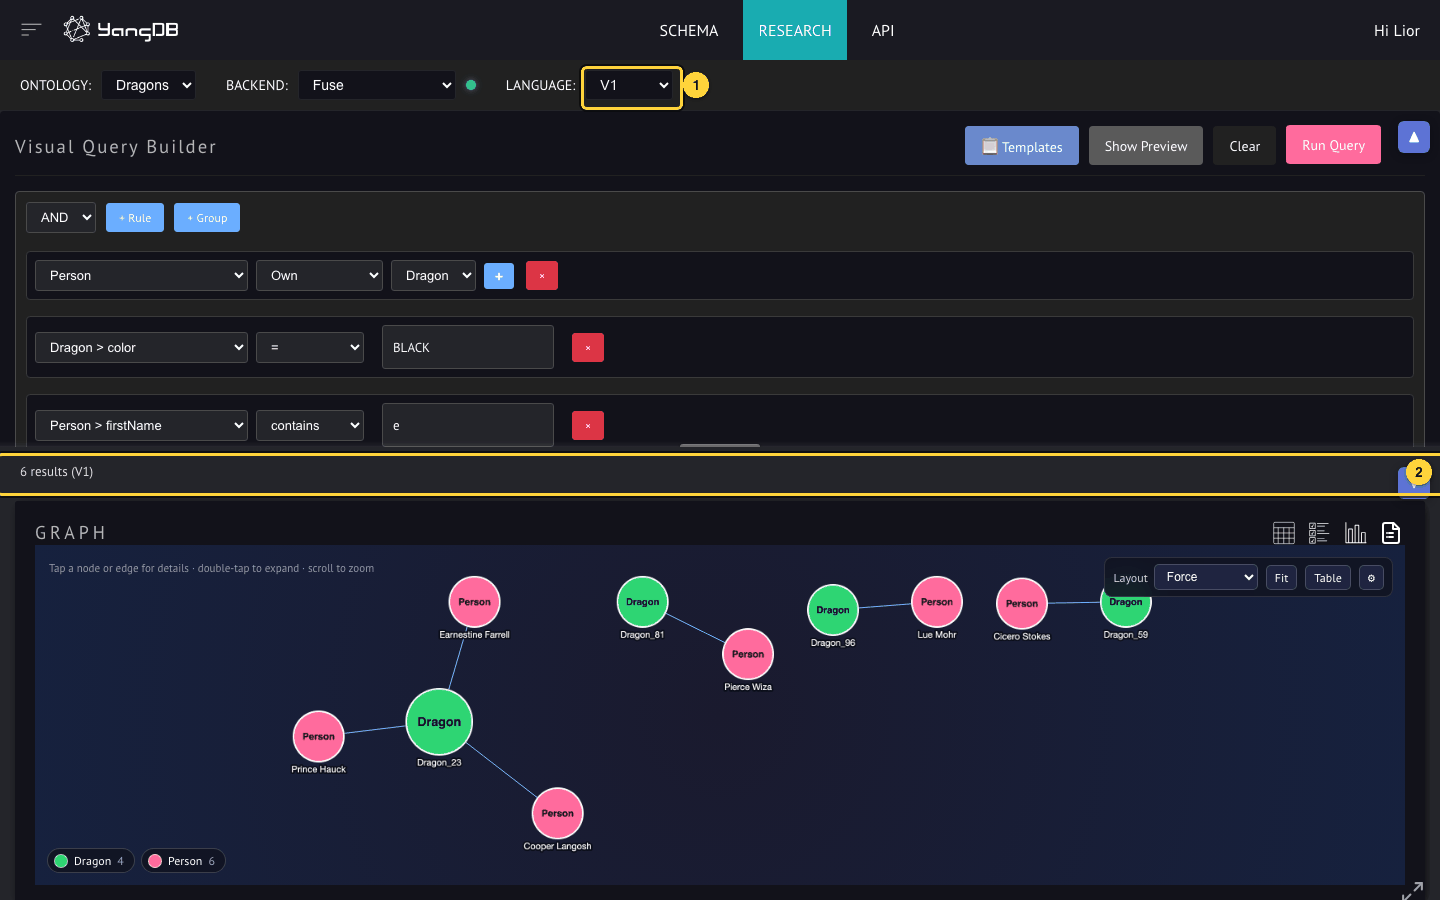 YangDB
SCHEMA
RESEARCH
API
Hi Lior
ONTOLOGY: Dragons
BACKEND: Fuse
LANGUAGE: V1
1
Visual Query Builder
Templates
Show Preview
Clear
Run Query
AND
+ Rule
+ Group
Person
Own
Dragon
+
×
Dragon > color
=
BLACK
×
Person > firstName
contains
e
×
6 results (V1)
2
GRAPH
Tap a node or edge for details · double-tap to expand · scroll to zoom
Layout
Force
Fit
Table
Person
Earnestine Farrell
Dragon
Dragon_81
Person
Pierce Wiza
Dragon
Dragon_96
Person
Lue Mohr
Person
Cicero Stokes
Dragon
Dragon_59
Person
Prince Hauck
Dragon
Dragon_23
Person
Cooper Langosh
Dragon 4
Person 6